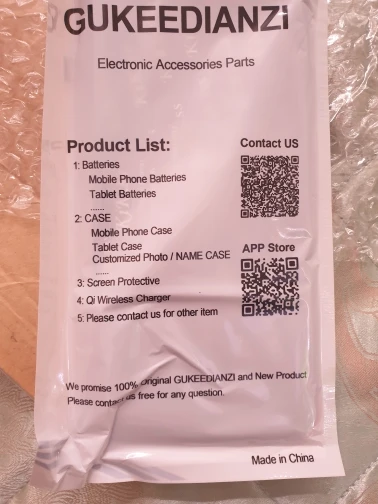 GUKEEDIANZI
Electronic Accessories Parts
Product List:
1: Batteries
Mobile Phone Batteries
Tablet Batteries
......
2: CASE
Mobile Phone Case
Tablet Case
Customized Photo / NAME CASE
......
3: Screen Protective
4: Qi Wireless Charger
5: Please contact us for other item
Contact US
APP Store
We promise 100% Original GUKEEDIANZI and New Product
Please contact us free for any question.
Made in China